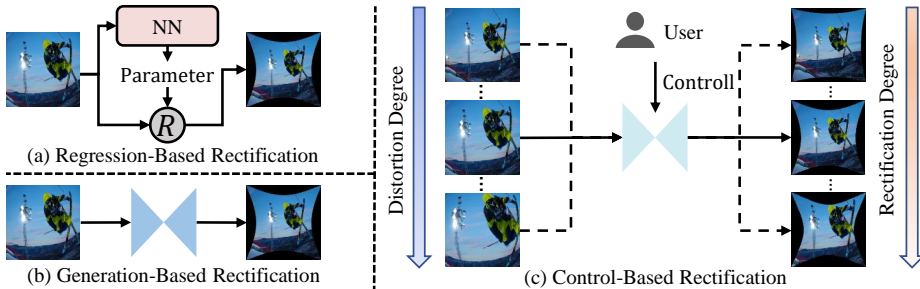 NN
Parameter
R
(a) Regression-Based Rectification
(b) Generation-Based Rectification
Distortion Degree
User
Controll
(c) Control-Based Rectification
Rectification Degree